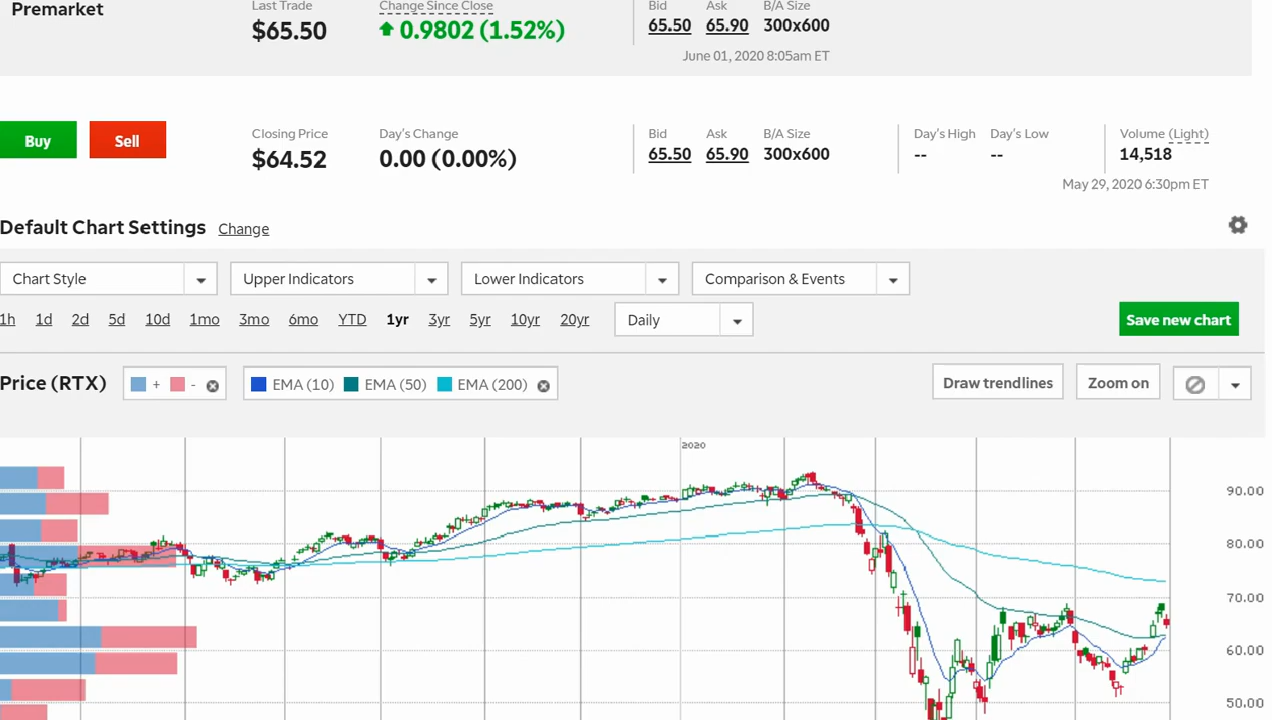 Premarket
Last Trade
Change Since Close
Bid
Ask
B/A Size
$65.50
0.9802 (1.52%)
65.50
65.90
300x600
June 01, 2020 8:05am ET
Buy
Sell
Closing Price
Day's Change
Bid
Ask
B/A Size
Day's High
Day's Low
Volume (Light)
$64.52
0.00 (0.00%)
65.50
65.90
300x600
--
--
14,518
May 29, 2020 6:30pm ET
Default Chart Settings
Change
Chart Style
Upper Indicators
Lower Indicators
Comparison & Events
1h
1d
2d
5d
10d
1mo
3mo
6mo
YTD
1yr
3yr
5yr
10yr
20yr
Daily
Save new chart
Price (RTX)
+
-
EMA (10)
EMA (50)
EMA (200)
Draw trendlines
Zoom on
2020
90.00
80.00
70.00
60.00
50.00